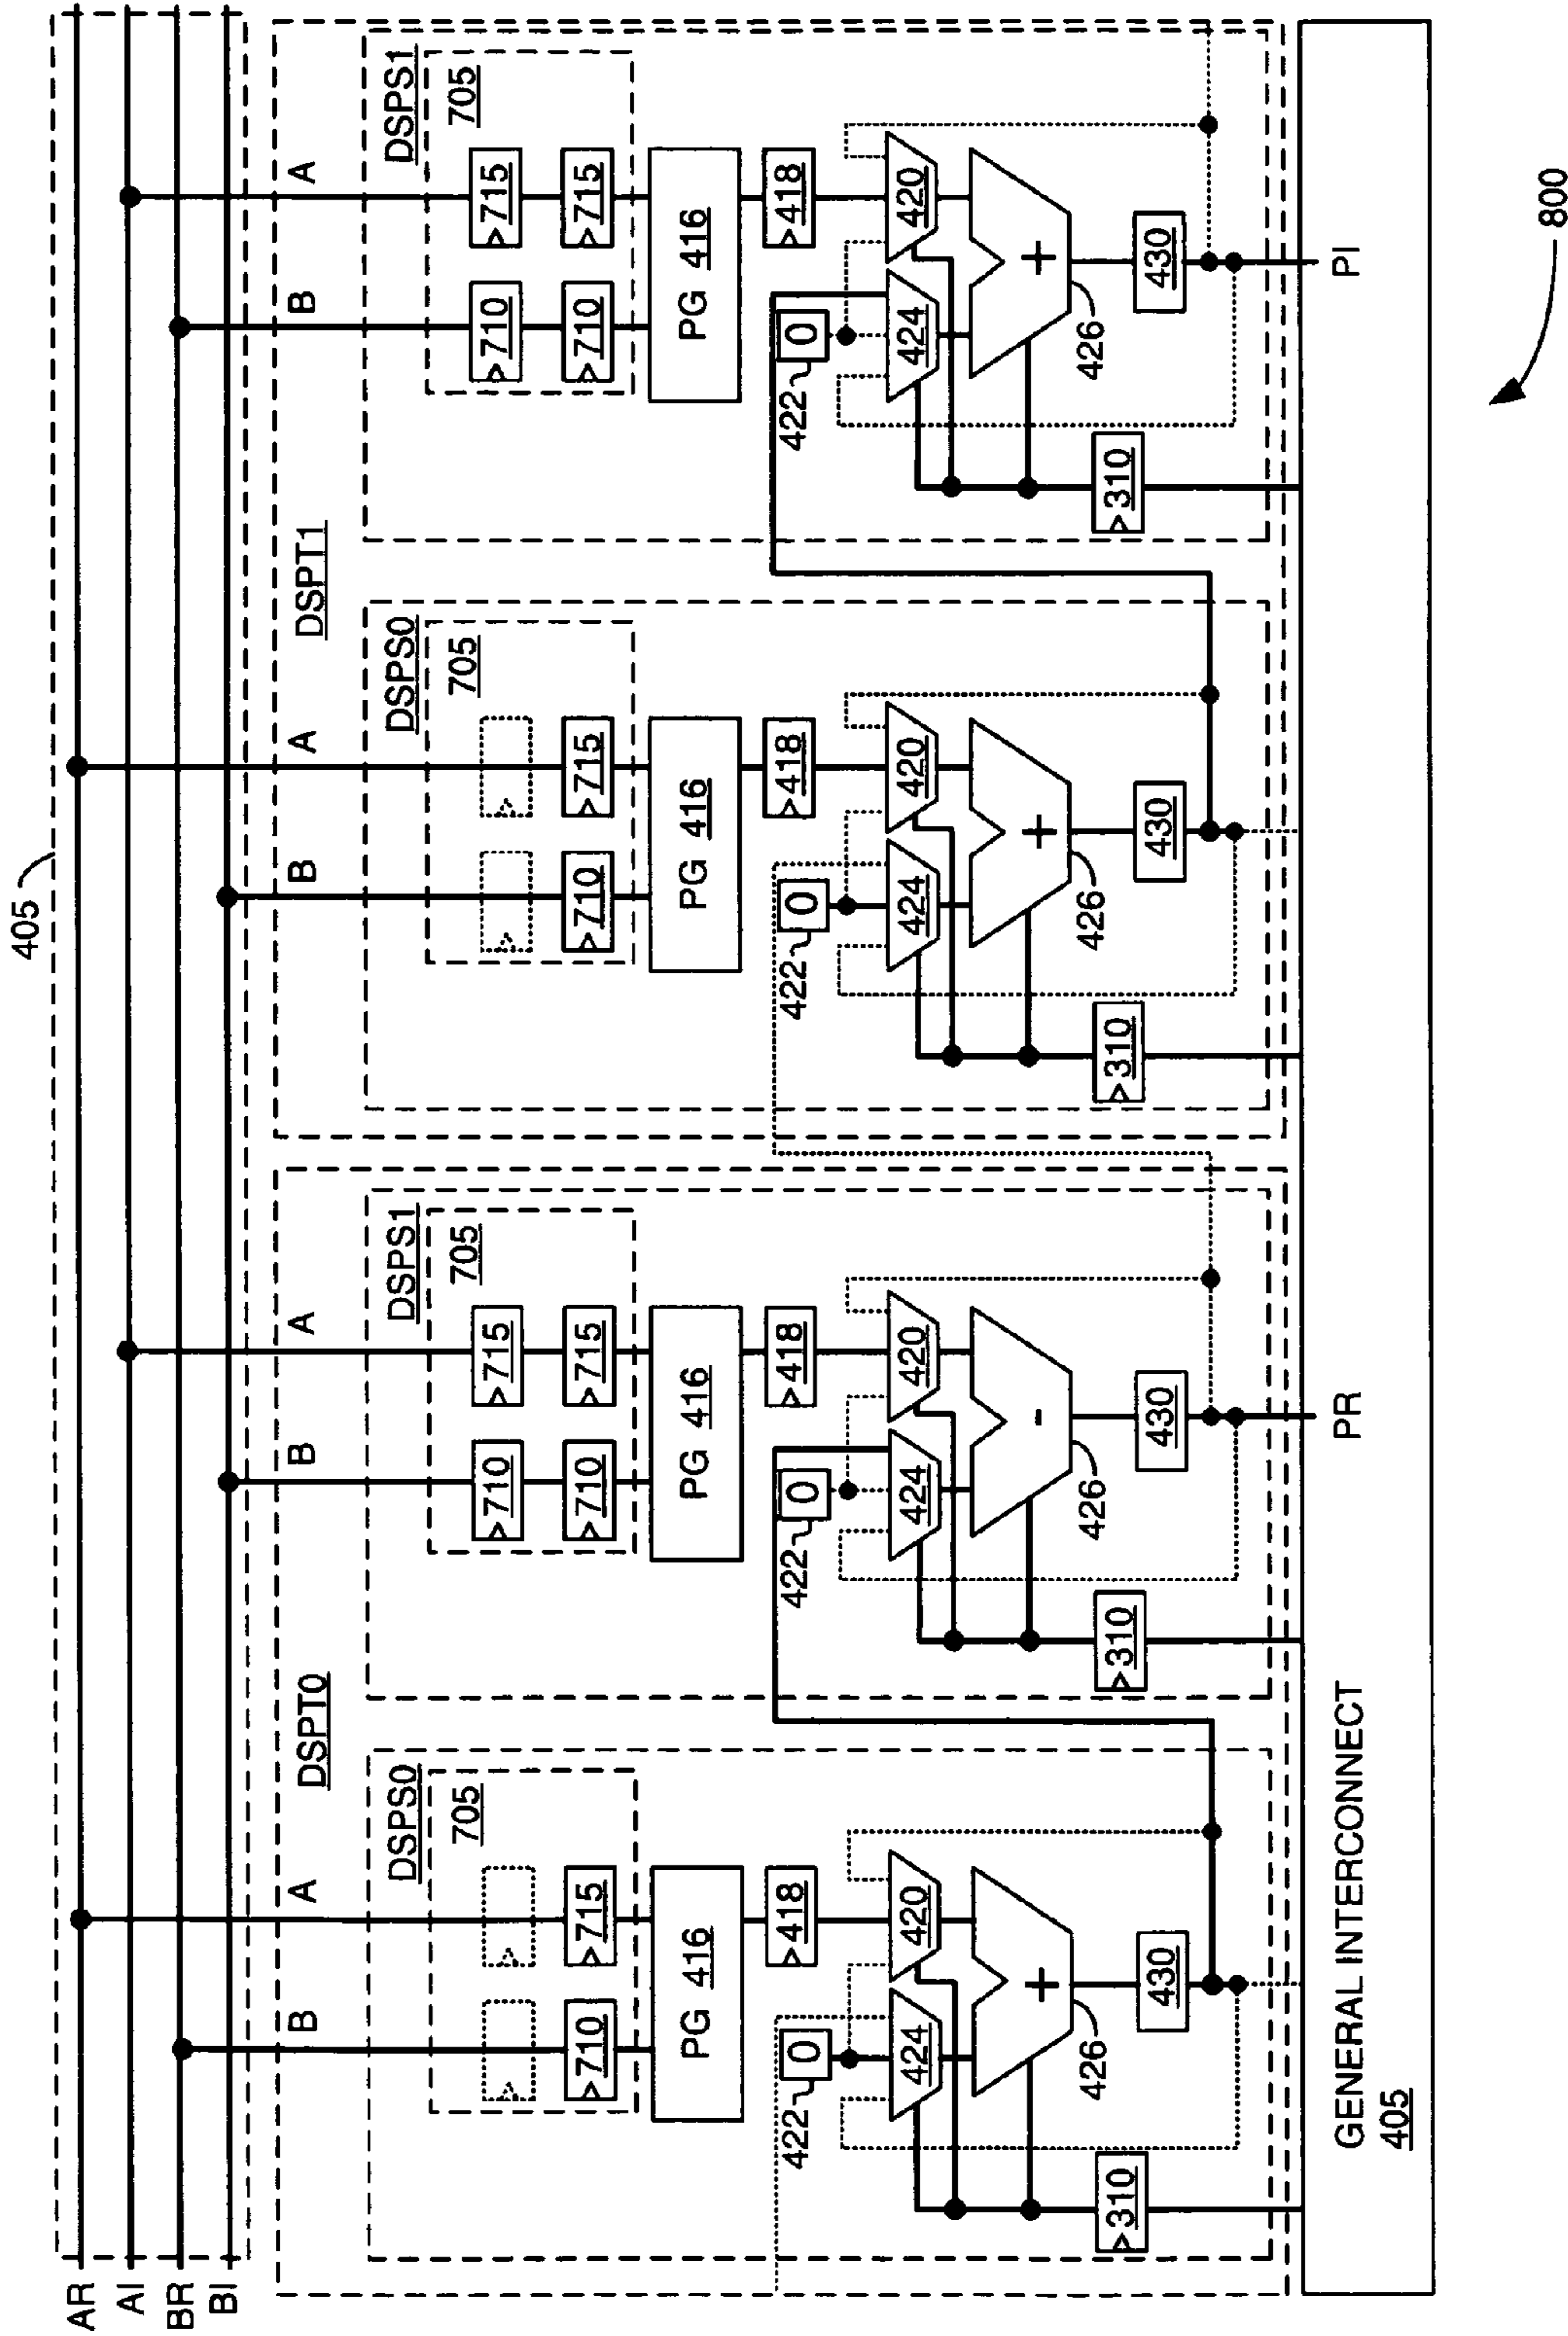 405
AR
AI
BR
BI
DSPT0
DSPT1
DSPS0
B
A
705
710
715
PG 416
418
422
0
424
420
+
426
430
310
DSPS1
B
A
705
710
715
710
715
PG 416
418
422
0
424
420
-
426
430
310
PR
DSPS0
B
A
705
710
715
PG 416
418
422
0
424
420
+
426
430
310
DSPS1
B
A
705
710
715
710
715
PG 416
418
422
0
424
420
+
426
430
310
PI
GENERAL INTERCONNECT
405
800